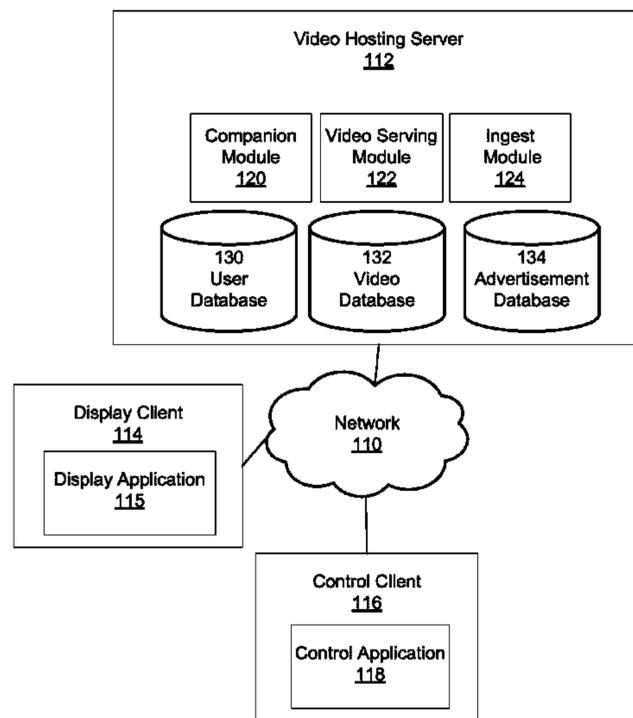 Video Hosting Server
112
Companion
Module
120
Video Serving
Module
122
Ingest
Module
124
130
User
Database
132
Video
Database
134
Advertisement
Database
Display Client
114
Display Application
115
Network
110
Control Client
116
Control Application
118